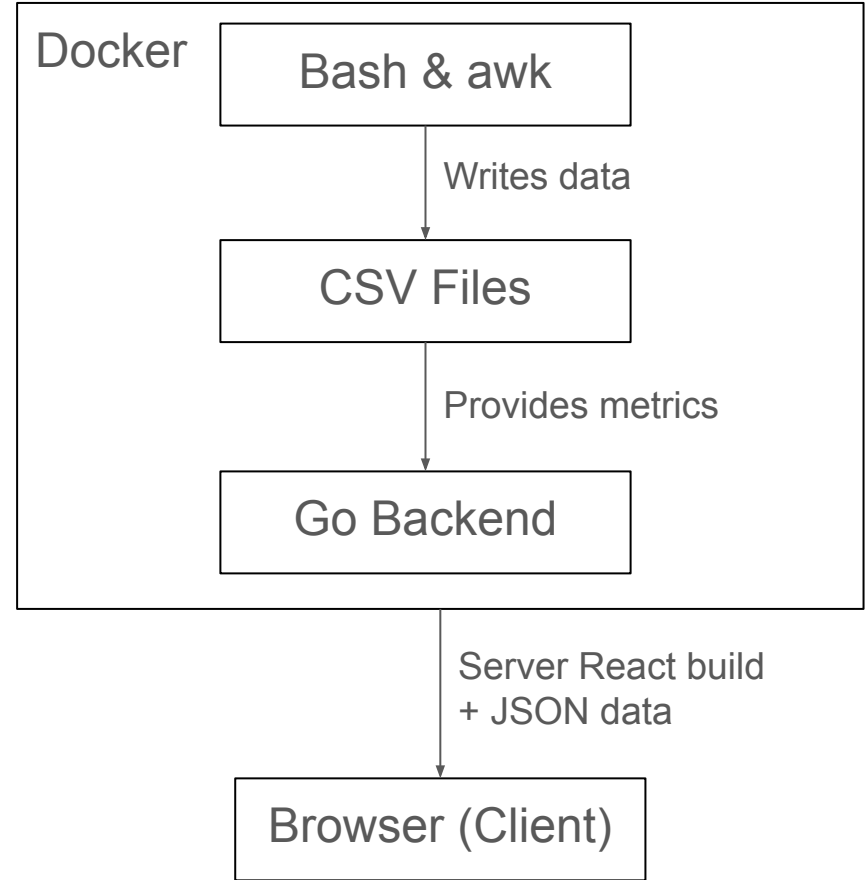 Docker
Bash & awk
Writes data
CSV Files
Provides metrics
Go Backend
Server React build
+ JSON data
Browser (Client)